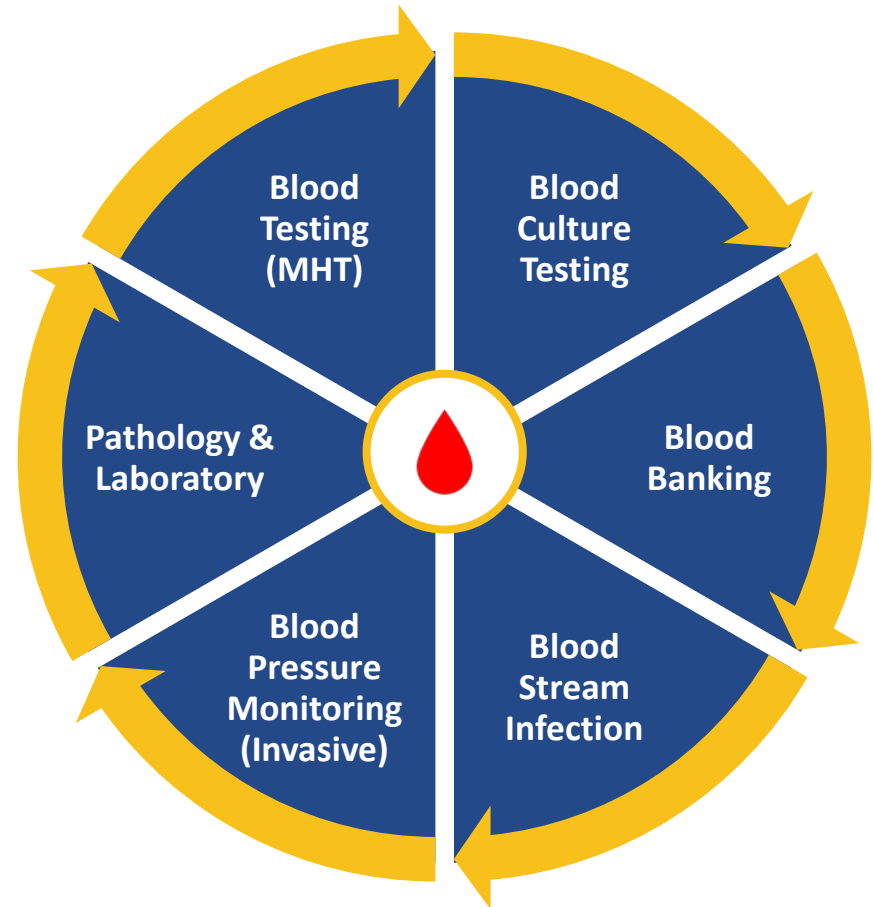 Blood
Testing
(MHT)
Blood
Culture
Testing
Pathology &
Laboratory
Blood
Banking
Blood
Pressure
Monitoring
(Invasive)
Blood
Stream
Infection